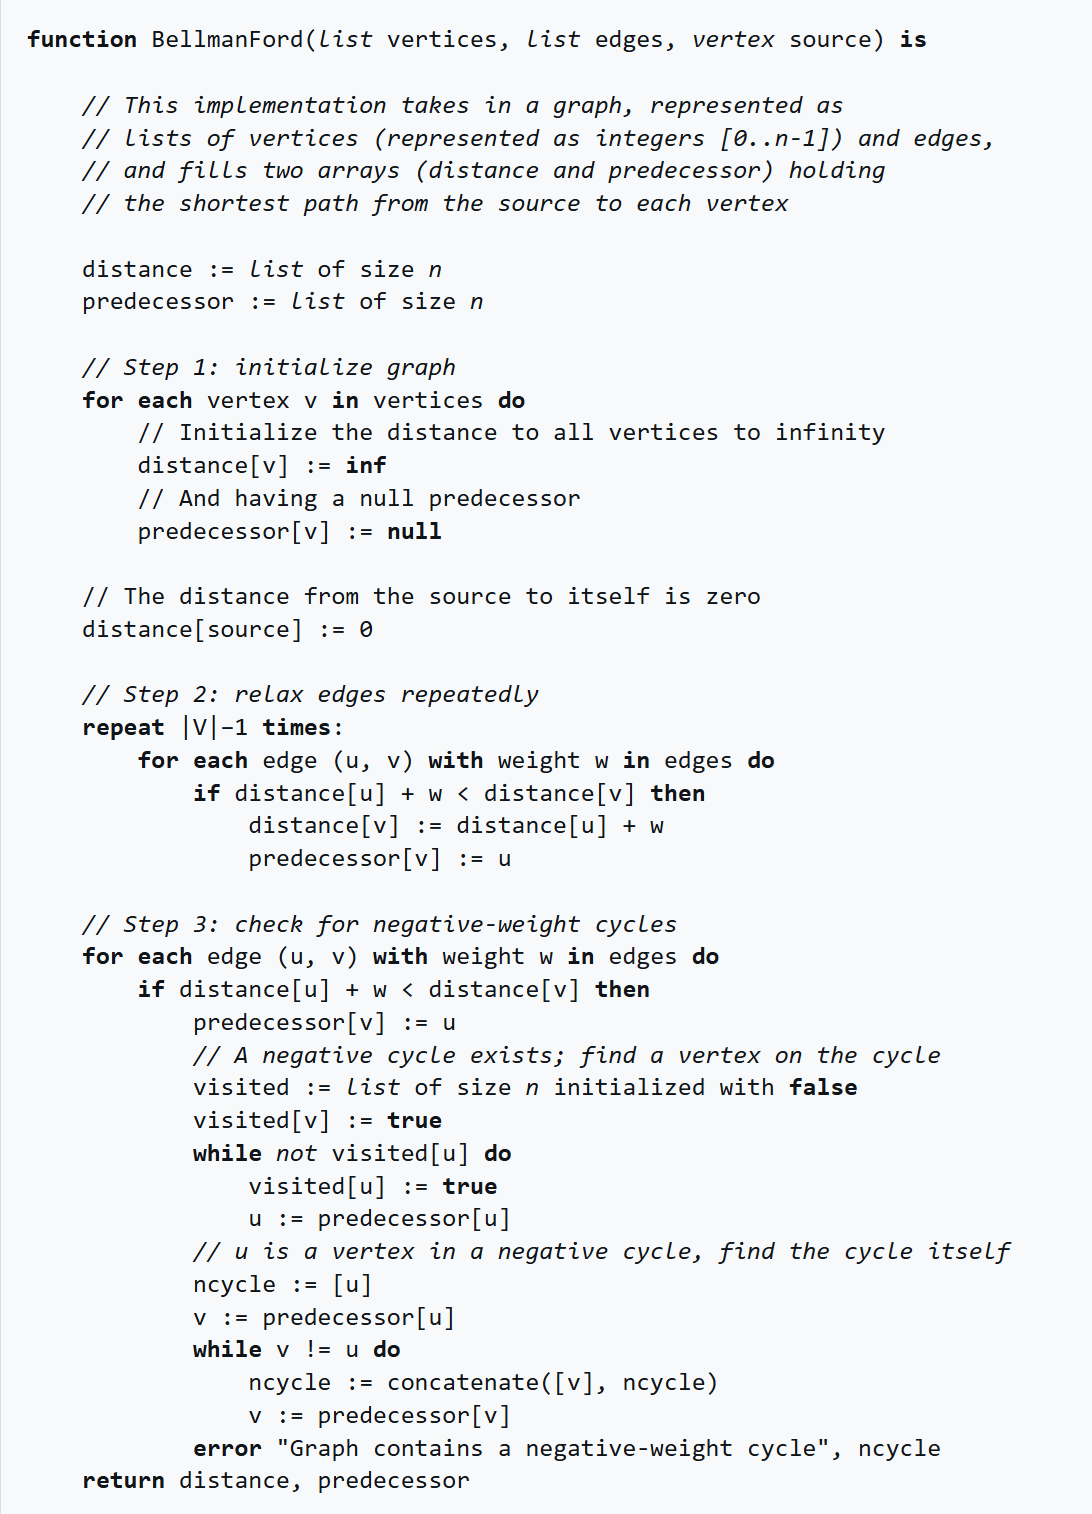 function BellmanFord(list vertices, list edges, vertex source) is

    // This implementation takes in a graph, represented as
    // lists of vertices (represented as integers [0..n-1]) and edges,
    // and fills two arrays (distance and predecessor) holding
    // the shortest path from the source to each vertex

    distance := list of size n
    predecessor := list of size n

    // Step 1: initialize graph
    for each vertex v in vertices do
        // Initialize the distance to all vertices to infinity
        distance[v] := inf
        // And having a null predecessor
        predecessor[v] := null

    // The distance from the source to itself is zero
    distance[source] := 0

    // Step 2: relax edges repeatedly
    repeat |V|−1 times:
        for each edge (u, v) with weight w in edges do
            if distance[u] + w < distance[v] then
                distance[v] := distance[u] + w
                predecessor[v] := u

    // Step 3: check for negative-weight cycles
    for each edge (u, v) with weight w in edges do
        if distance[u] + w < distance[v] then
            predecessor[v] := u
            // A negative cycle exists; find a vertex on the cycle
            visited := list of size n initialized with false
            visited[v] := true
            while not visited[u] do
                visited[u] := true
                u := predecessor[u]
            // u is a vertex in a negative cycle, find the cycle itself
            ncycle := [u]
            v := predecessor[u]
            while v != u do
                ncycle := concatenate([v], ncycle)
                v := predecessor[v]
            error "Graph contains a negative-weight cycle", ncycle
    return distance, predecessor